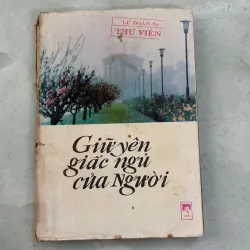 THƯ VIỆN
Giữ yên
giấc ngủ
của Người